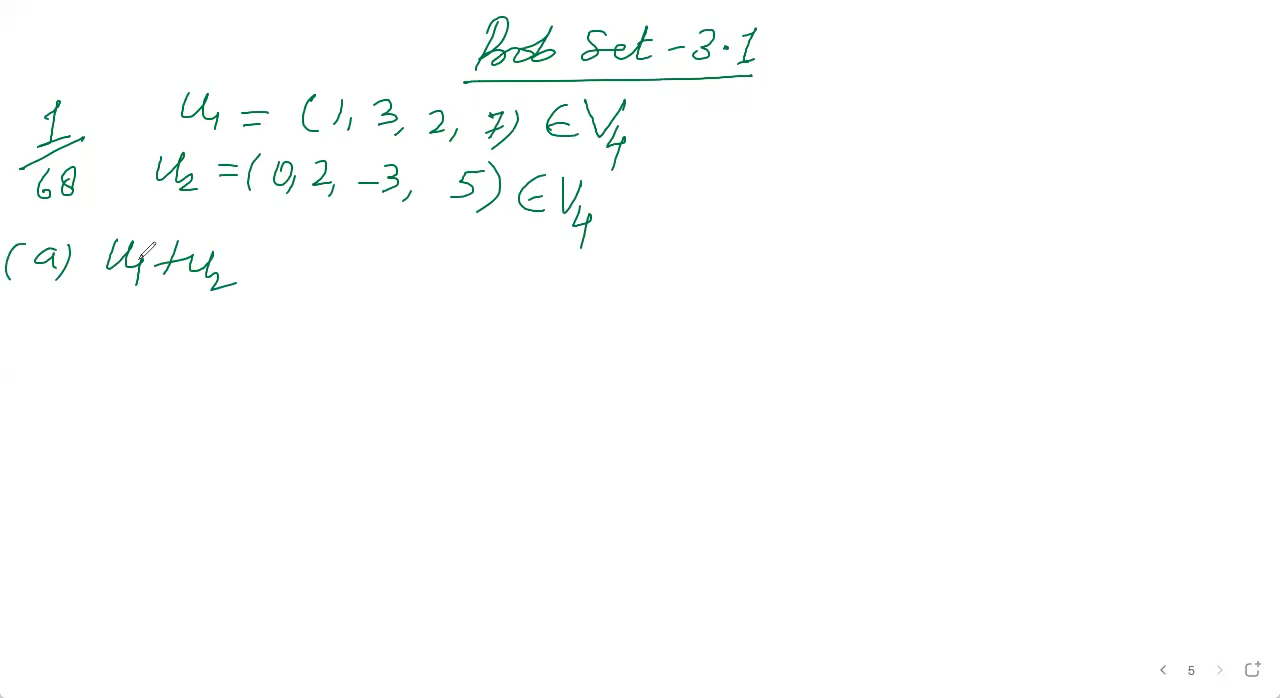 Prob Set - 3.1
1/68 u₁ = (1, 3, 2, 7) ∈ V₄
u₂ = (0, 2, -3, 5) ∈ V₄
(a) u₁ + u₂
5